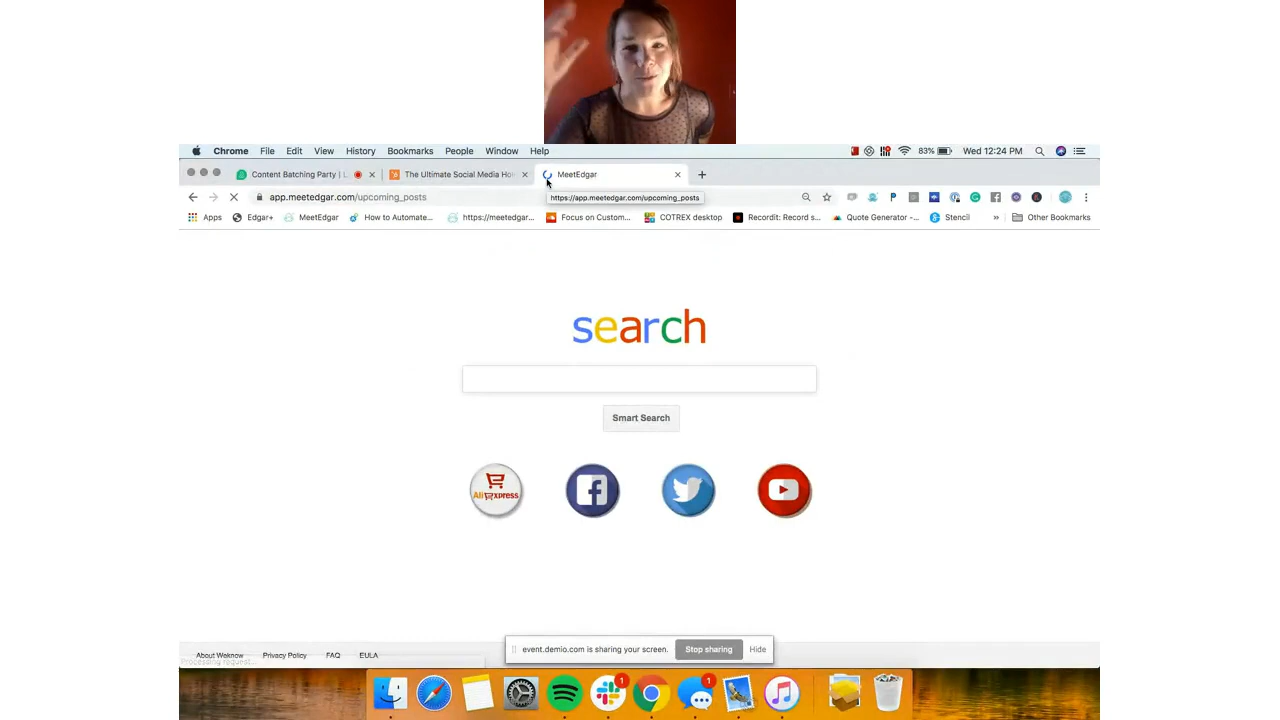 Chrome File Edit View History Bookmarks People Window Help 83% Wed 12:24 PM
Content Batching Party | L The Ultimate Social Media Ho MeetEdgar
app.meetedgar.com/upcoming_posts
https://app.meetedgar.com/upcoming_posts
Apps Edgar+ MeetEdgar How to Automate... https://meetedgar... Focus on Custom... COTREX desktop Recordit: Record s... Quote Generator -... Stencil » Other Bookmarks
search
Smart Search
AliExpress
event.demio.com is sharing your screen. Stop sharing Hide
About Weknow Privacy Policy FAQ EULA
Processing request...
1 1